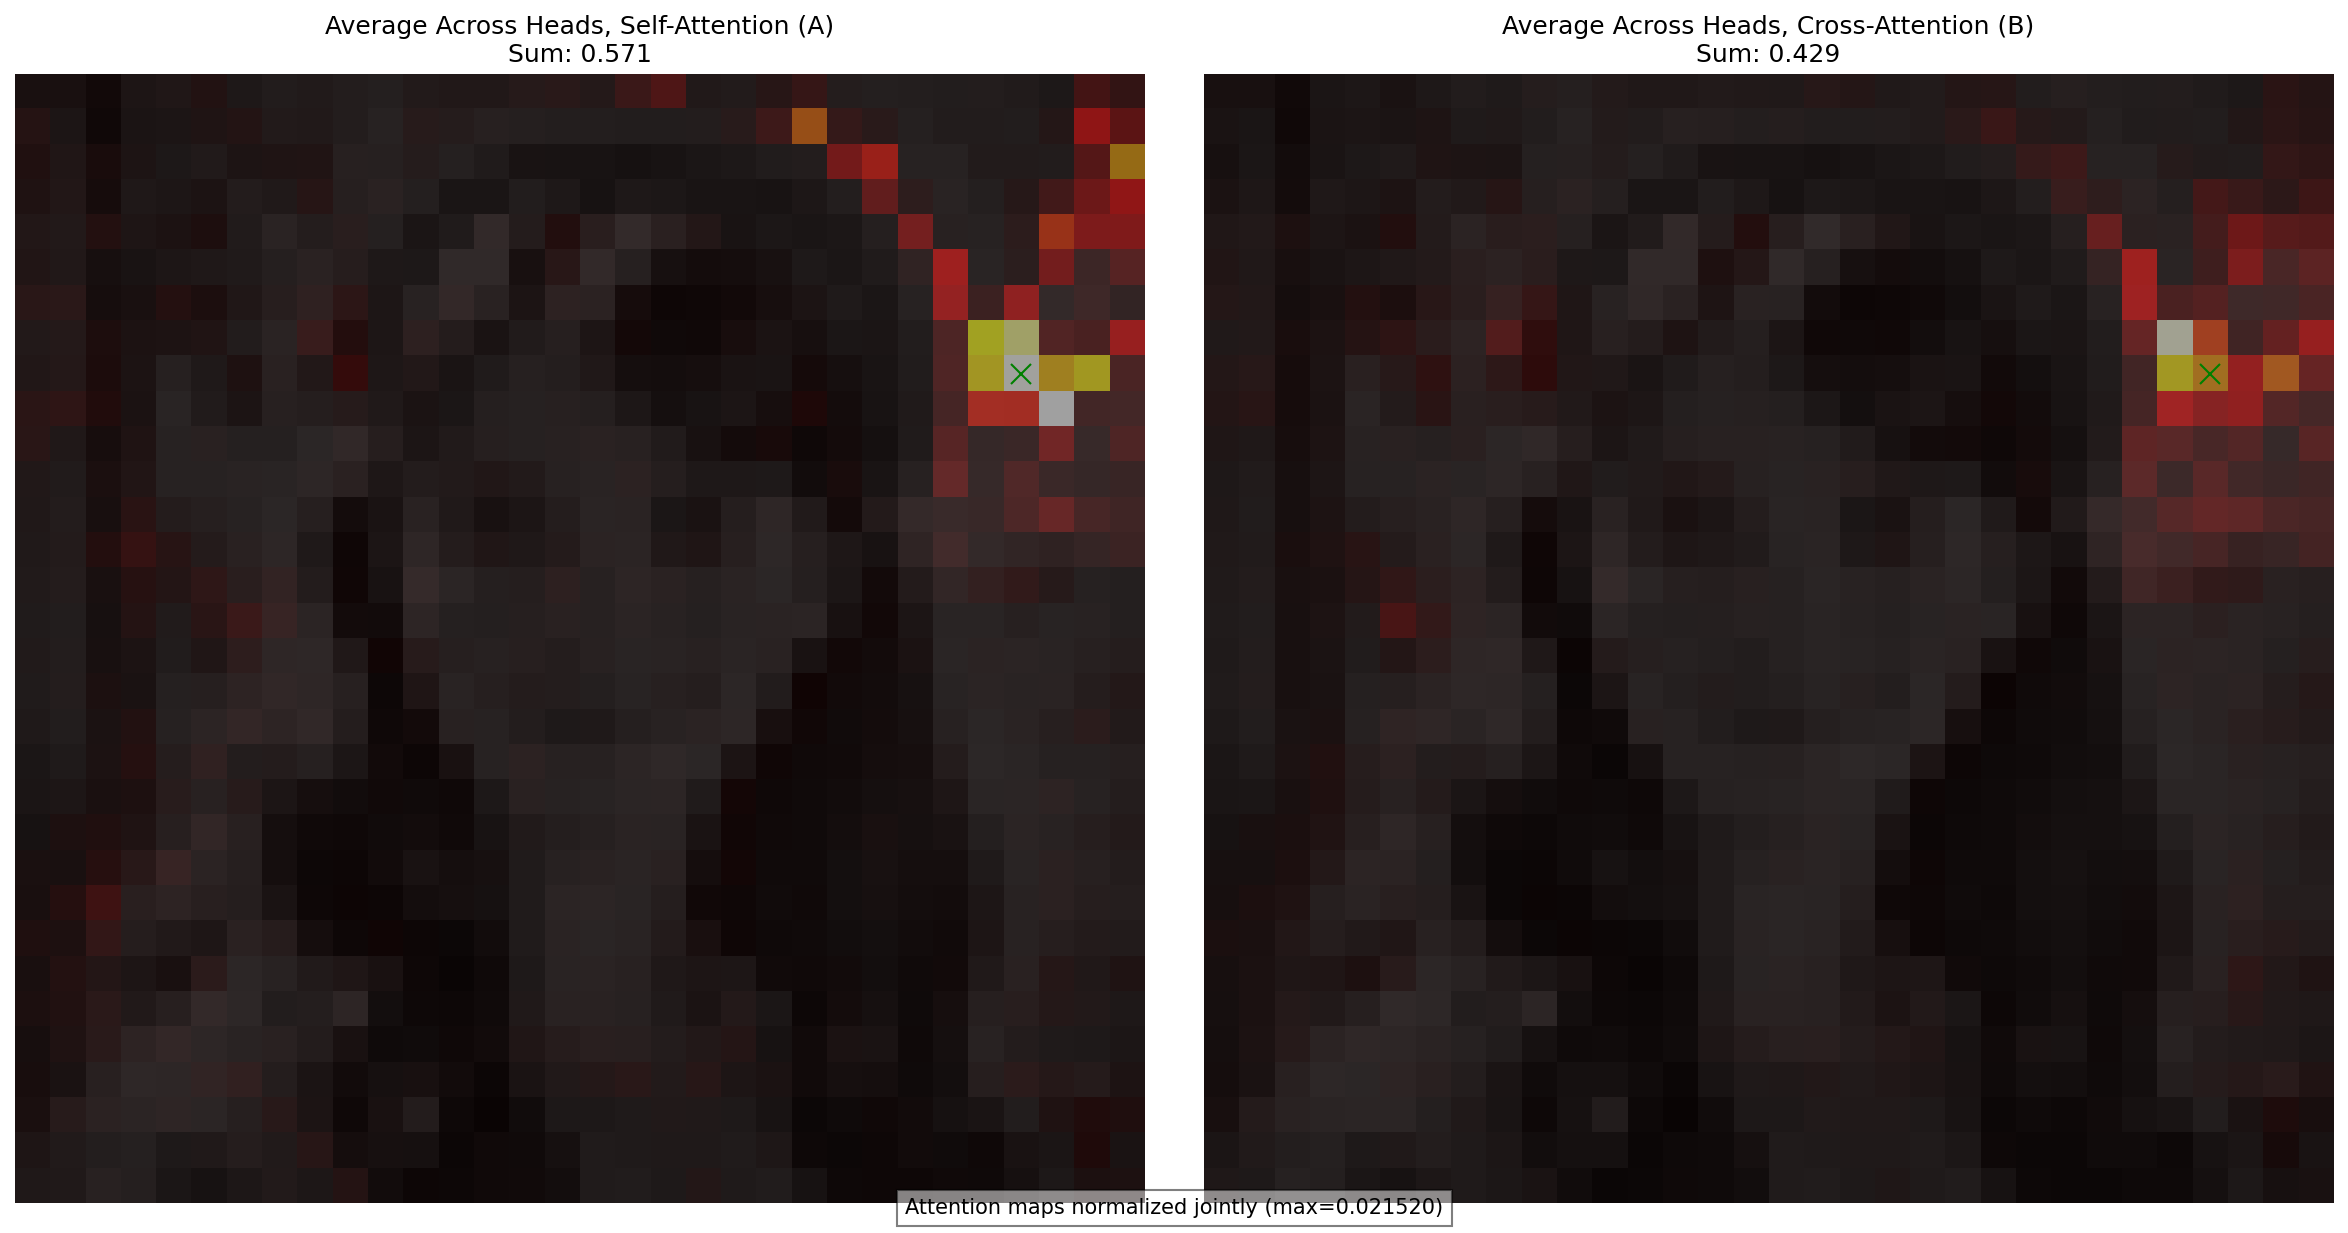 Average Across Heads, Self-Attention (A)
Sum: 0.571
Average Across Heads, Cross-Attention (B)
Sum: 0.429
Attention maps normalized jointly (max=0.021520)